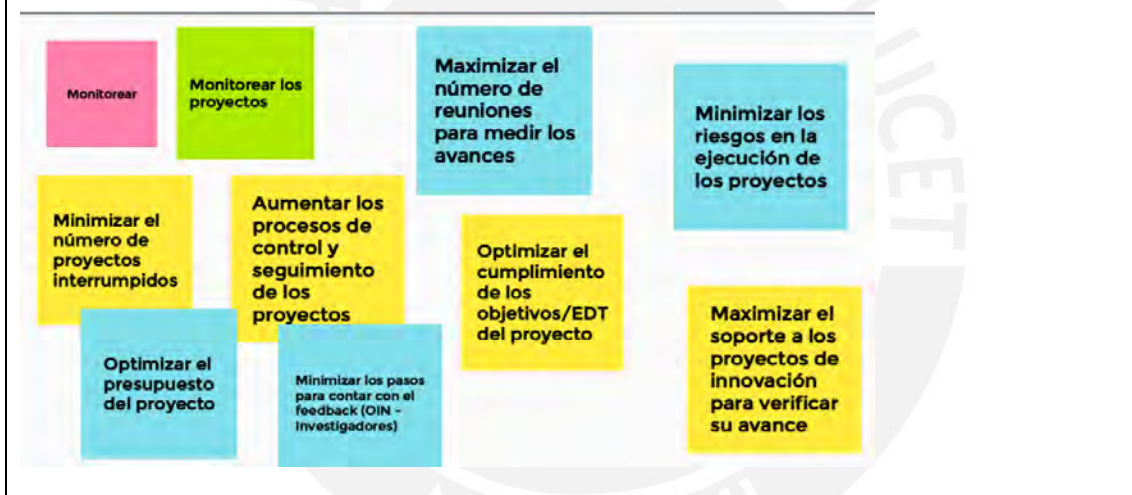 Monitorear
Monitorear los
proyectos
Maximizar el
número de
reuniones
para medir los
avances
Minimizar los
riesgos en la
ejecución de
los proyectos
Minimizar el
número de
proyectos
interrumpidos
Aumentar los
procesos de
control y
seguimiento
de los
proyectos
Optimizar el
cumplimiento
de los
objetivos/EDT
del proyecto
Maximizar el
soporte a los
proyectos de
innovación
para verificar
su avance
Optimizar el
presupuesto
del proyecto
Minimizar los pasos
para contar con el
feedback (OIN -
Investigadores)